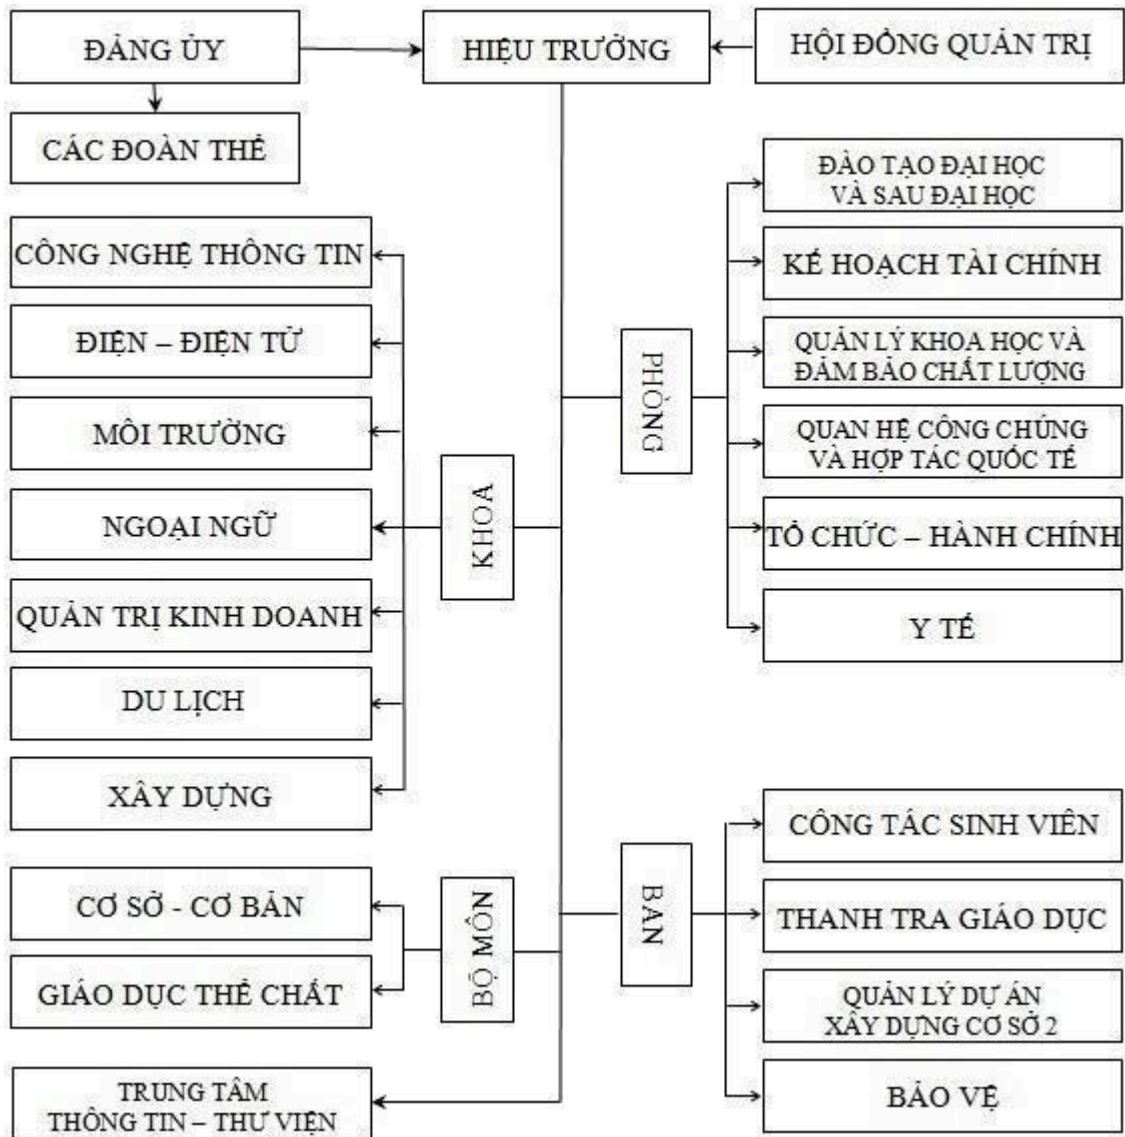 ĐẢNG ỦY
HIỆU TRƯỞNG
HỘI ĐỒNG QUẢN TRỊ
CÁC ĐOÀN THỂ
CÔNG NGHỆ THÔNG TIN
ĐIỆN – ĐIỆN TỬ
MÔI TRƯỜNG
NGOẠI NGỮ
QUẢN TRỊ KINH DOANH
DU LỊCH
XÂY DỰNG
KHOA
CƠ SỞ - CƠ BẢN
GIÁO DỤC THỂ CHẤT
BỘ MÔN
TRUNG TÂM
THÔNG TIN – THƯ VIỆN
PHÒNG
ĐÀO TẠO ĐẠI HỌC
VÀ SAU ĐẠI HỌC
KẾ HOẠCH TÀI CHÍNH
QUẢN LÝ KHOA HỌC VÀ
ĐẢM BẢO CHẤT LƯỢNG
QUAN HỆ CÔNG CHÚNG
VÀ HỢP TÁC QUỐC TẾ
TỔ CHỨC – HÀNH CHÍNH
Y TẾ
BAN
CÔNG TÁC SINH VIÊN
THANH TRA GIÁO DỤC
QUẢN LÝ DỰ ÁN
XÂY DỰNG CƠ SỞ 2
BẢO VỆ